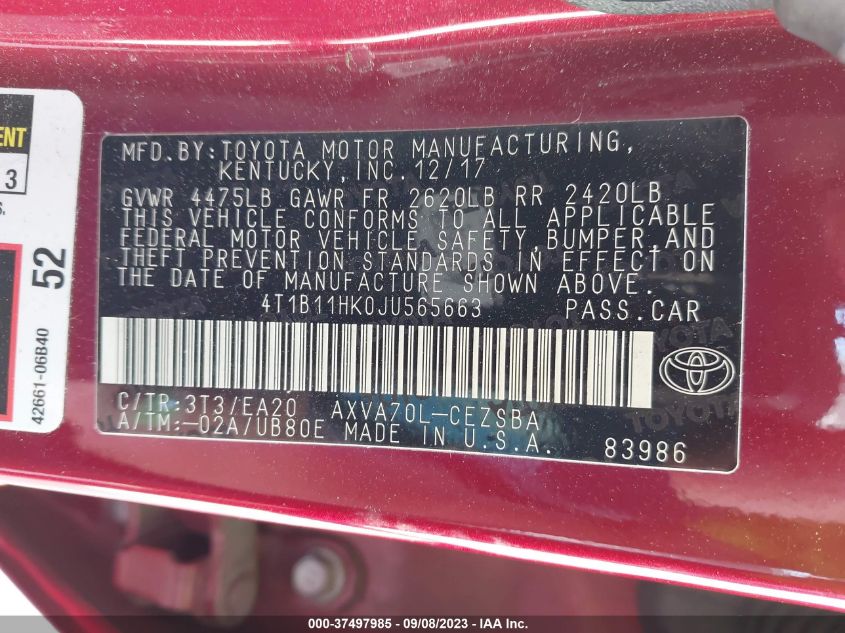 ENT
3
S.
52
42661-06B40
MFD.BY:TOYOTA MOTOR MANUFACTURING,
KENTUCKY,INC.12/17
GVWR 4475LB GAWR FR 2620LB RR 2420LB
THIS VEHICLE CONFORMS TO ALL APPLICABLE
FEDERAL MOTOR VEHICLE SAFETY,BUMPER,AND
THEFT PREVENTION STANDARDS IN EFFECT ON
THE DATE OF MANUFACTURE SHOWN ABOVE.
4T1B11HK0JU565663 PASS.CAR
C/TR:3T3/EA20 AXVA70L-CEZSBA
A/TM:-02A/UB80E MADE IN U.S.A. 83986
000-37497985 - 09/08/2023 - IAA Inc.